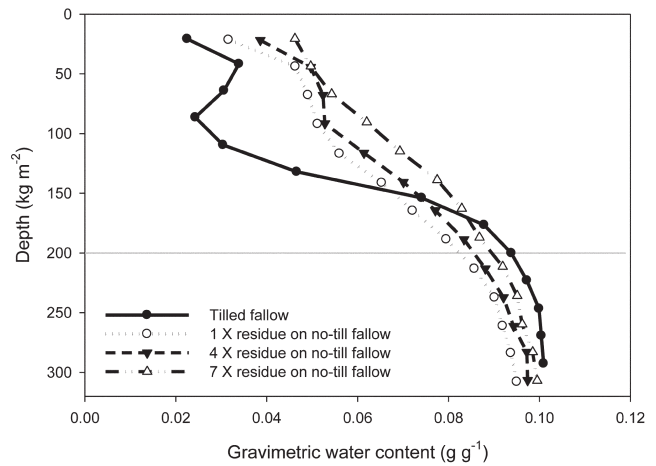 0
50
100
150
200
250
300
Depth (kg m-2)
Tilled fallow
1 X residue on no-till fallow
4 X residue on no-till fallow
7 X residue on no-till fallow
0.00 0.02 0.04 0.06 0.08 0.10 0.12
Gravimetric water content (g g-1)